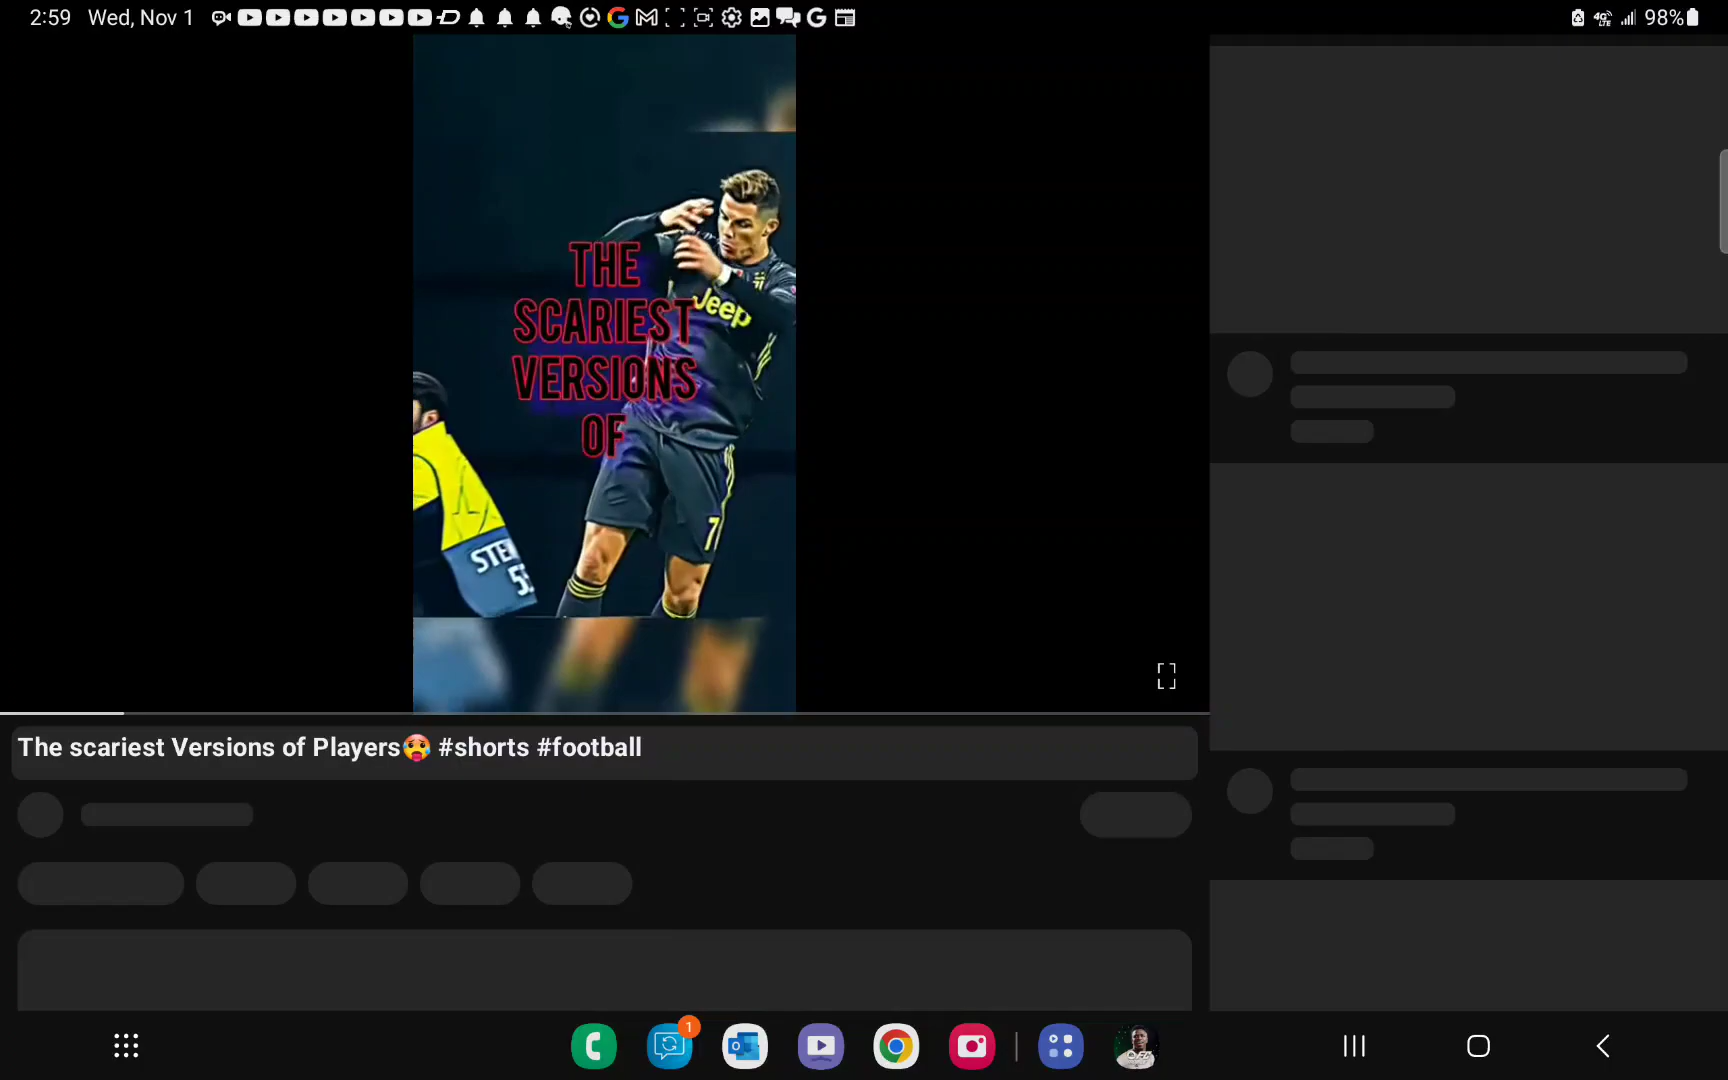 2:59 Wed, Nov 1
98%
THE
SCARIEST
VERSIONS
OF
Jeep
7
The scariest Versions of Players🥵 #shorts #football
1